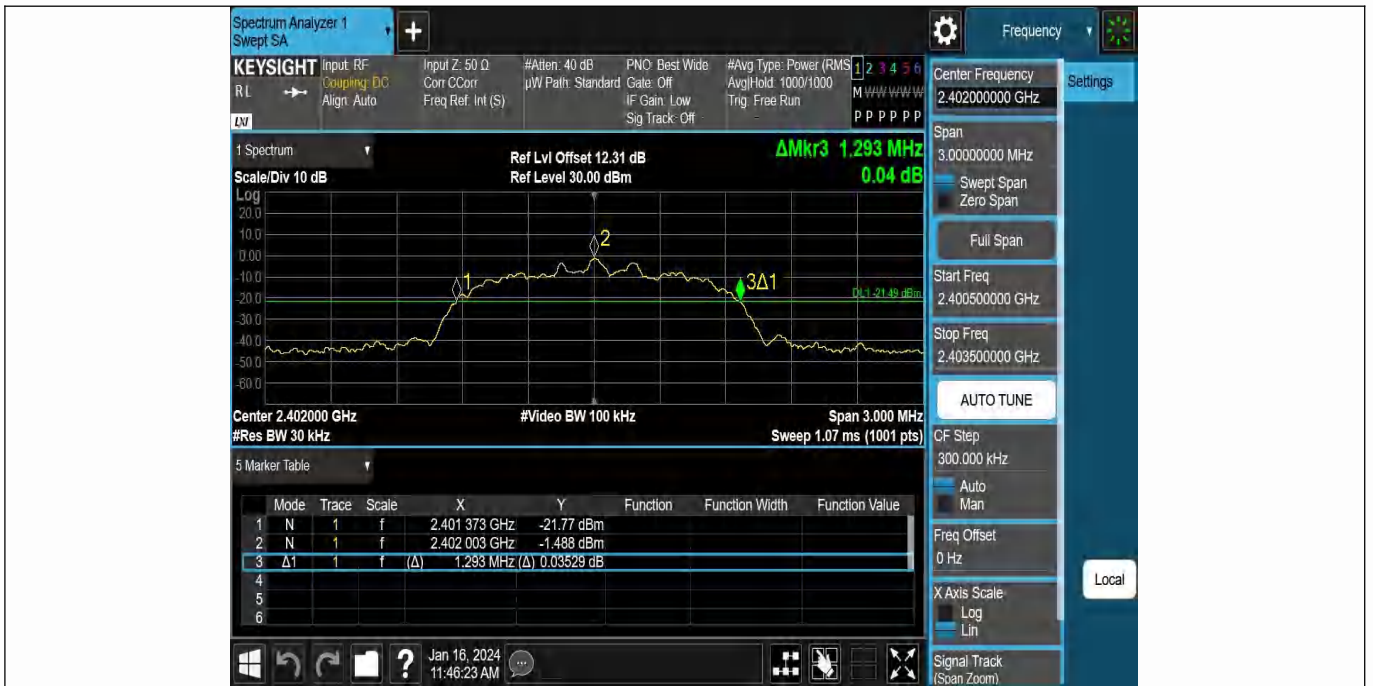 Spectrum Analyzer 1
Swept SA
+
Frequency
KEYSIGHT
RL
LXI
Input: RF
Coupling: DC
Align: Auto
Input Z: 50 Ω
Corr CCorr
Freq Ref: Int (S)
#Atten: 40 dB
µW Path: Standard
PNO: Best Wide
Gate: Off
IF Gain: Low
Sig Track: Off
#Avg Type: Power (RMS
Avg|Hold: 1000/1000
Trig: Free Run
1 2 3 4 5 6
M W W W W W
P P P P P P
1 Spectrum
Scale/Div 10 dB
Ref Lvl Offset 12.31 dB
Ref Level 30.00 dBm
ΔMkr3 1.293 MHz
0.04 dB
Log
20.0
10.0
0.00
-10.0
-20.0
-30.0
-40.0
-50.0
-60.0
1
2
3Δ1
DL1 -21.49 dBm
Center 2.402000 GHz
#Video BW 100 kHz
Span 3.000 MHz
#Res BW 30 kHz
Sweep 1.07 ms (1001 pts)
5 Marker Table
Mode Trace Scale X Y Function Function Width Function Value
1 N 1 f 2.401 373 GHz -21.77 dBm
2 N 1 f 2.402 003 GHz -1.488 dBm
3 Δ1 1 f (Δ) 1.293 MHz (Δ) 0.03529 dB
4
5
6
?
Jan 16, 2024
11:46:23 AM
Center Frequency
2.402000000 GHz
Settings
Span
3.00000000 MHz
Swept Span
Zero Span
Full Span
Start Freq
2.400500000 GHz
Stop Freq
2.403500000 GHz
AUTO TUNE
CF Step
300.000 kHz
Auto
Man
Freq Offset
0 Hz
Local
X Axis Scale
Log
Lin
Signal Track
(Span Zoom)